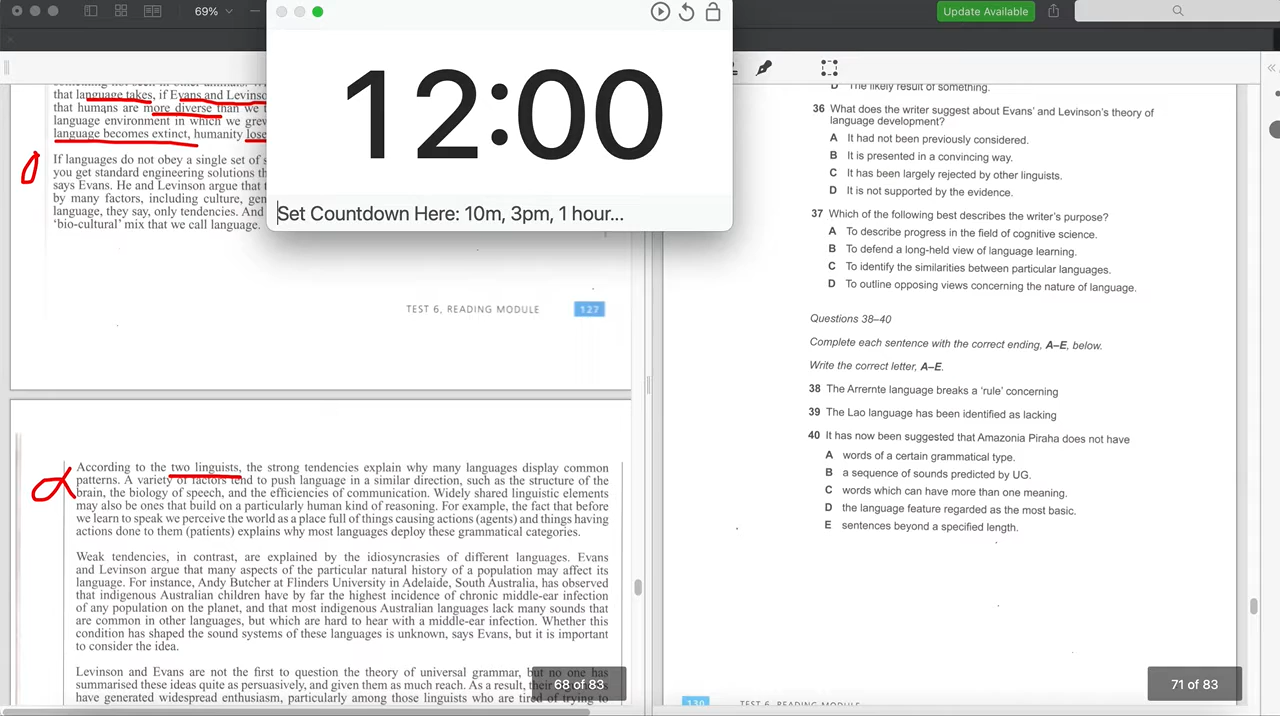 69%
Update Available
12:00
Set Countdown Here: 10m, 3pm, 1 hour...
that language takes, if Evans and Levinso
that humans are more diverse than we t
language environment in which we grev
language becomes extinct, humanity lose
If languages do not obey a single set of s
you get standard engineering solutions th
says Evans. He and Levinson argue that t
by many factors, including culture, gen
language, they say, only tendencies. And
'bio-cultural' mix that we call language.
TEST 6, READING MODULE 127
According to the two linguists, the strong tendencies explain why many languages display common
patterns. A variety of factors tend to push language in a similar direction, such as the structure of the
brain, the biology of speech, and the efficiencies of communication. Widely shared linguistic elements
may also be ones that build on a particularly human kind of reasoning. For example, the fact that before
we learn to speak we perceive the world as a place full of things causing actions (agents) and things having
actions done to them (patients) explains why most languages deploy these grammatical categories.
Weak tendencies, in contrast, are explained by the idiosyncrasies of different languages. Evans
and Levinson argue that many aspects of the particular natural history of a population may affect its
language. For instance, Andy Butcher at Flinders University in Adelaide, South Australia, has observed
that indigenous Australian children have by far the highest incidence of chronic middle-ear infection
of any population on the planet, and that most indigenous Australian languages lack many sounds that
are common in other languages, but which are hard to hear with a middle-ear infection. Whether this
condition has shaped the sound systems of these languages is unknown, says Evans, but it is important
to consider the idea.
Levinson and Evans are not the first to question the theory of universal grammar, but no one has
summarised these ideas quite as persuasively, and given them as much reach. As a result, their
have generated widespread enthusiasm, particularly among those linguists who are tired of trying to
68 of 83
D The likely result of something.
36 What does the writer suggest about Evans' and Levinson's theory of
language development?
A It had not been previously considered.
B It is presented in a convincing way.
C It has been largely rejected by other linguists.
D It is not supported by the evidence.
37 Which of the following best describes the writer's purpose?
A To describe progress in the field of cognitive science.
B To defend a long-held view of language learning.
C To identify the similarities between particular languages.
D To outline opposing views concerning the nature of language.
Questions 38–40
Complete each sentence with the correct ending, A–E, below.
Write the correct letter, A–E.
38 The Arrernte language breaks a 'rule' concerning
39 The Lao language has been identified as lacking
40 It has now been suggested that Amazonia Piraha does not have
A words of a certain grammatical type.
B a sequence of sounds predicted by UG.
C words which can have more than one meaning.
D the language feature regarded as the most basic.
E sentences beyond a specified length.
71 of 83
130 TEST 6, READING MODULE